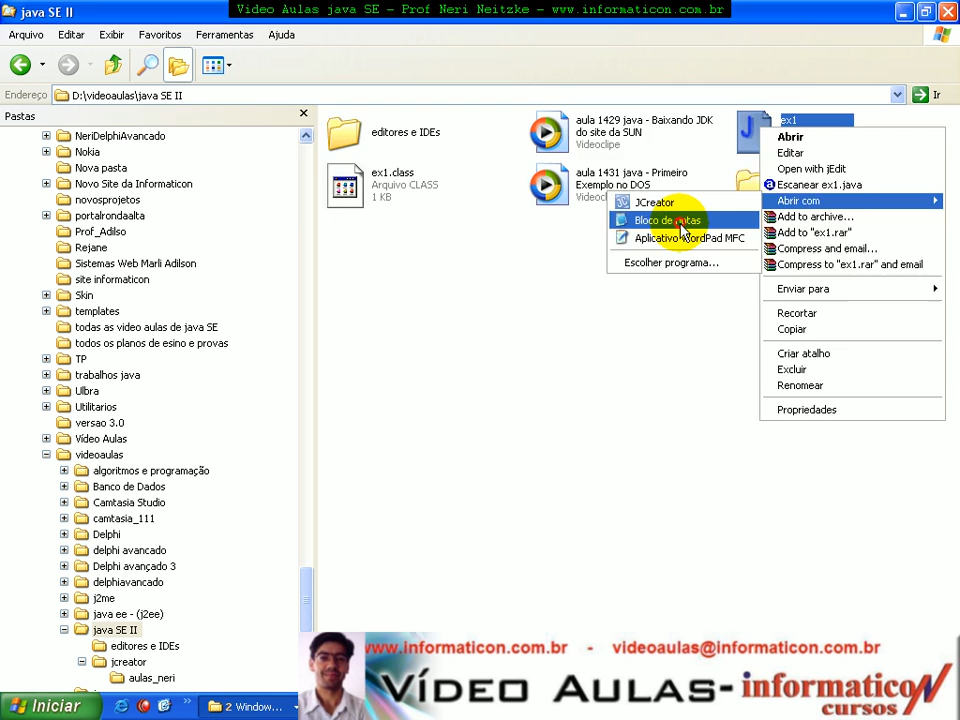 java SE II
Video Aulas java SE - Prof Neri Neitzke - www.informaticon.com.br
Arquivo Editar Exibir Favoritos Ferramentas Ajuda
Endereço D:\videoaulas\java SE II Ir
Pastas
NeriDelphiAvancado
Nokia
Nova pasta
Novo Site da Informaticon
novosprojetos
portalrondaalta
Prof_Adilso
Rejane
Sistemas Web Marli Adilson
site informaticon
Skin
templates
todas as video aulas de java SE
todos os planos de esino e provas
TP
trabalhos java
Ulbra
Utilitarios
versao 3.0
Vídeo Aulas
videoaulas
algoritmos e programação
Banco de Dados
Camtasia Studio
camtasia_111
Delphi
delphi avancado
Delphi avançado 3
delphiavancado
j2me
java ee - (j2ee)
java SE II
editores e IDEs
jcreator
aulas_neri
editores e IDEs
ex1.class
Arquivo CLASS
1 KB
aula 1429 java - Baixando JDK
do site da SUN
Videoclipe
aula 1431 java - Primeiro
Exemplo no DOS
ex1
Abrir
Editar
Open with jEdit
Escanear ex1.java
Abrir com
Add to archive...
Add to "ex1.rar"
Compress and email...
Compress to "ex1.rar" and email
Enviar para
Recortar
Copiar
Criar atalho
Excluir
Renomear
Propriedades
JCreator
Bloco de notas
Aplicativo WordPad MFC
Escolher programa...
www.informaticon.com.br - videoaulas@informaticon.com.br
VÍDEO AULAS- informaticon
cursos
Iniciar
2 Window...